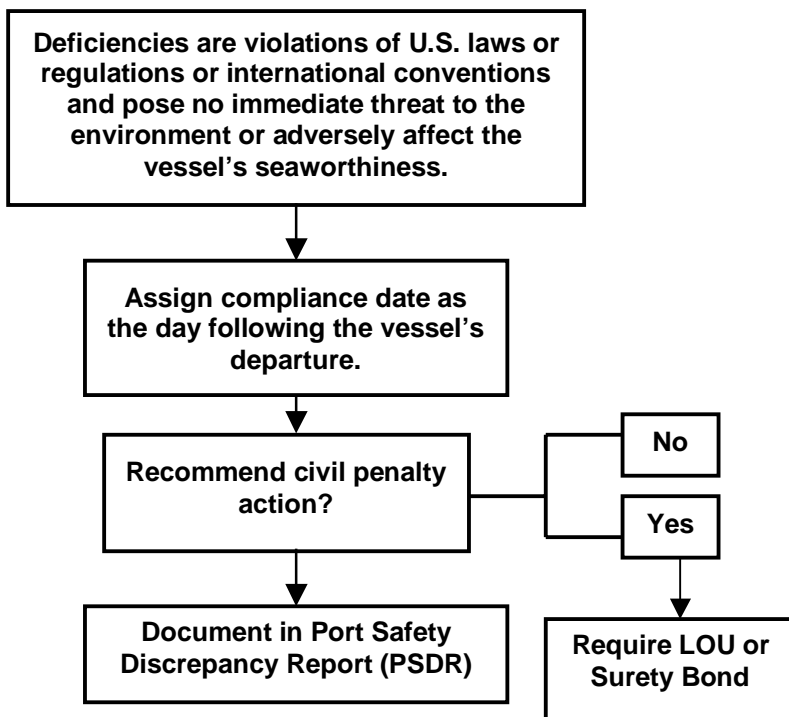 Deficiencies are violations of U.S. laws or
regulations or international conventions
and pose no immediate threat to the
environment or adversely affect the
vessel’s seaworthiness.
Assign compliance date as
the day following the vessel’s
departure.
Recommend civil penalty
action?
No
Yes
Document in Port Safety
Discrepancy Report (PSDR)
Require LOU or
Surety Bond